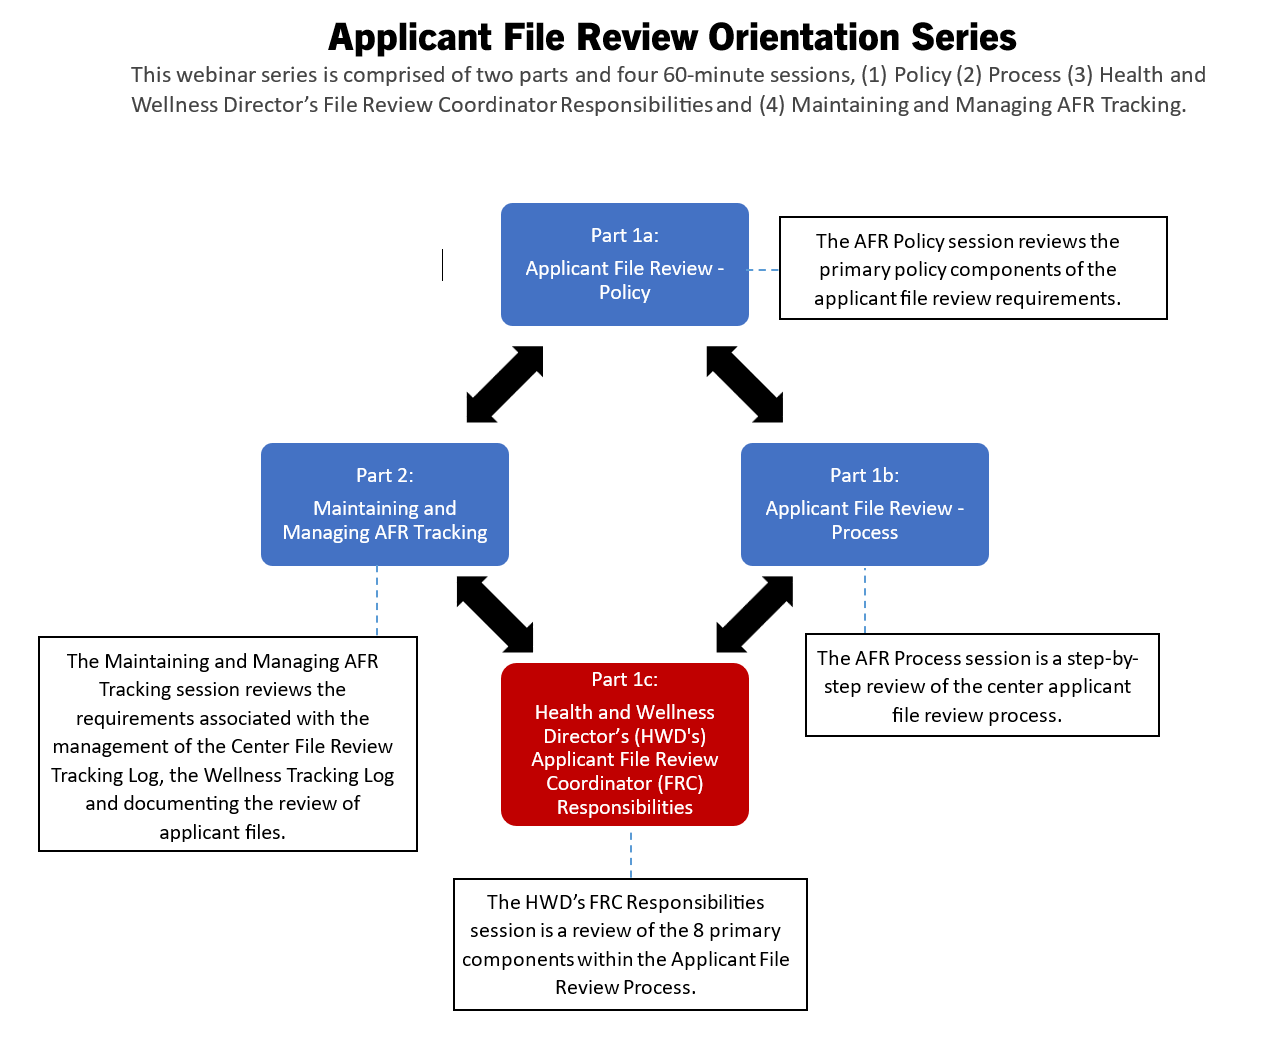 Applicant File Review Orientation Series
This webinar series is comprised of two parts and four 60-minute sessions, (1) Policy (2) Process (3) Health and
Wellness Director’s File Review Coordinator Responsibilities and (4) Maintaining and Managing AFR Tracking.
Part 1a:
Applicant File Review -
Policy
The AFR Policy session reviews the
primary policy components of the
applicant file review requirements.
Part 2:
Maintaining and
Managing AFR Tracking
Part 1b:
Applicant File Review -
Process
The Maintaining and Managing AFR
Tracking session reviews the
requirements associated with the
management of the Center File Review
Tracking Log, the Wellness Tracking Log
and documenting the review of
applicant files.
The AFR Process session is a step-by-
step review of the center applicant
file review process.
Part 1c:
Health and Wellness
Director’s (HWD's)
Applicant File Review
Coordinator (FRC)
Responsibilities
The HWD’s FRC Responsibilities
session is a review of the 8 primary
components within the Applicant File
Review Process.